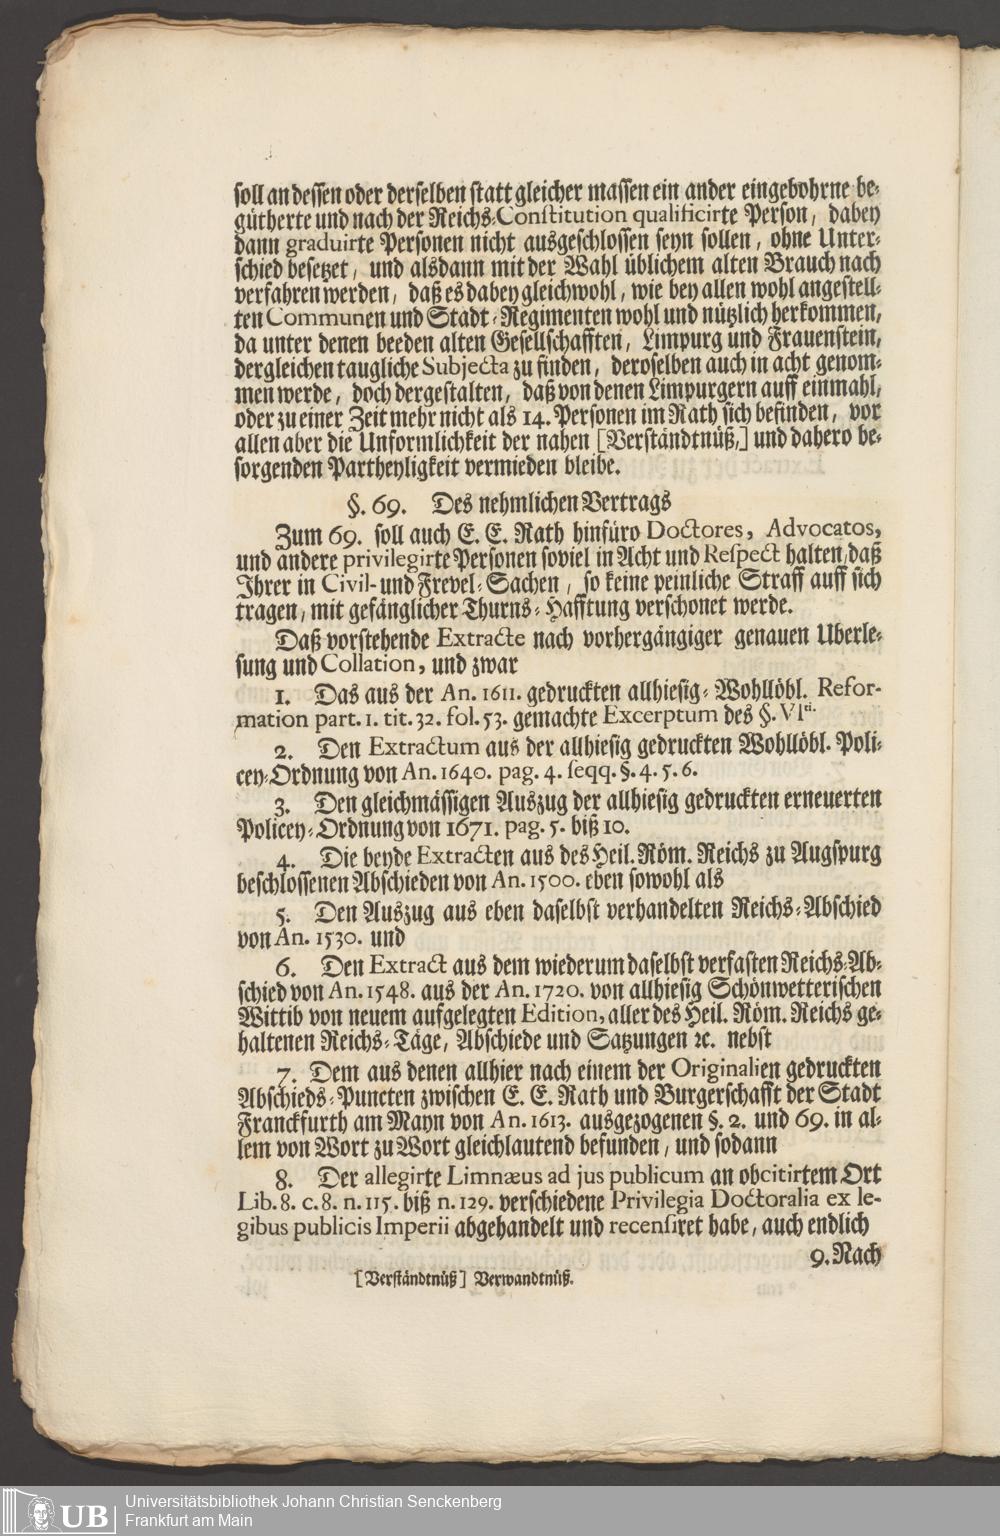 soll an dessen oder derselben statt gleicher massen ein ander eingebohrne be⸗
gütherte und nach der Reichs⸗Constitution qualificirte Person, dabey
dann graduirte Personen nicht ausgeschlossen seyn sollen, ohne Unter⸗
schied besetzet, und alsdann mit der Wahl üblichem alten Brauch nach
verfahren werden, daß es dabey gleichwohl, wie bey allen wohl angestell⸗
ten Communen und Stadt⸗Regimenten wohl und nützlich herkommen,
da unter denen beeden alten Gesellschafften, Limpurg und Frauenstein,
dergleichen taugliche Subjecta zu finden, deroselben auch in acht genom⸗
men werde, doch dergestalten, daß von denen Limpurgern auff einmahl,
oder zu einer Zeit mehr nicht als 14. Personen im Rath sich befinden, vor
allen aber die Unformlichkeit der nahen [Verständtnüß,] und dahero be⸗
sorgenden Partheyligkeit vermieden bleibe.
§. 69. Des nehmlichen Vertrags
Zum 69. soll auch E. E. Rath hinfüro Doctores, Advocatos,
und andere privilegirte Personen soviel in Acht und Respect halten, daß
Ihrer in Civil- und Frevel⸗Sachen, so keine peinliche Straff auff sich
tragen, mit gefänglicher Thurns⸗Hafftung verschonet werde.
Daß vorstehende Extracte nach vorhergängiger genauen Uberle⸗
sung und Collation, und zwar
1. Das aus der An. 1611. gedruckten allhiesig⸗Wohllöbl. Refor-
mation part. 1. tit. 32. fol. 53. gemachte Excerptum des §. VIti.
2. Den Extractum aus der allhiesig gedruckten Wohllöbl. Poli⸗
cey⸗Ordnung von An. 1640. pag. 4. seqq. §. 4. 5. 6.
3. Den gleichmässigen Auszug der allhiesig gedruckten erneuerten
Policey⸗Ordnung von 1671. pag. 5. biß 10.
4. Die beyde Extracten aus des Heil. Röm. Reichs zu Augspurg
beschlossenen Abschieden von An. 1500. eben sowohl als
5. Den Auszug aus eben daselbst verhandelten Reichs⸗Abschied
von An. 1530. und
6. Den Extract aus dem wiederum daselbst verfasten Reichs⸗Ab⸗
schied von An. 1548. aus der An. 1720. von allhiesig Schönwetterischen
Wittib von neuem aufgelegten Edition, aller des Heil. Röm. Reichs ge⸗
haltenen Reichs⸗Täge, Abschiede und Satzungen ꝛc. nebst
7. Dem aus denen allhier nach einem der Originalien gedruckten
Abschieds⸗Puncten zwischen E. E. Rath und Burgerschafft der Stadt
Franckfurth am Mayn von An. 1613. ausgezogenen §. 2. und 69. in al⸗
lem von Wort zu Wort gleichlautend befunden, und sodann
8. Der allegirte Limnæus ad jus publicum an obcitirtem Ort
Lib. 8. c. 8. n. 115. biß n. 129. verschiedene Privilegia Doctoralia ex le-
gibus publicis Imperii abgehandelt und recensiret habe, auch endlich
9. Nach
[Verständtnüß] Verwandtnüß.
UB Universitätsbibliothek Johann Christian Senckenberg
Frankfurt am Main